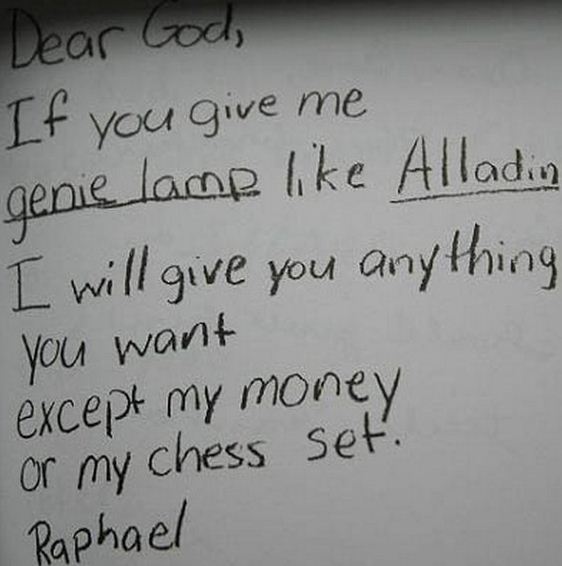 Dear God,
If you give me
genie lamp like Alladin
I will give you anything
you want
except my money
or my chess set.
Raphael